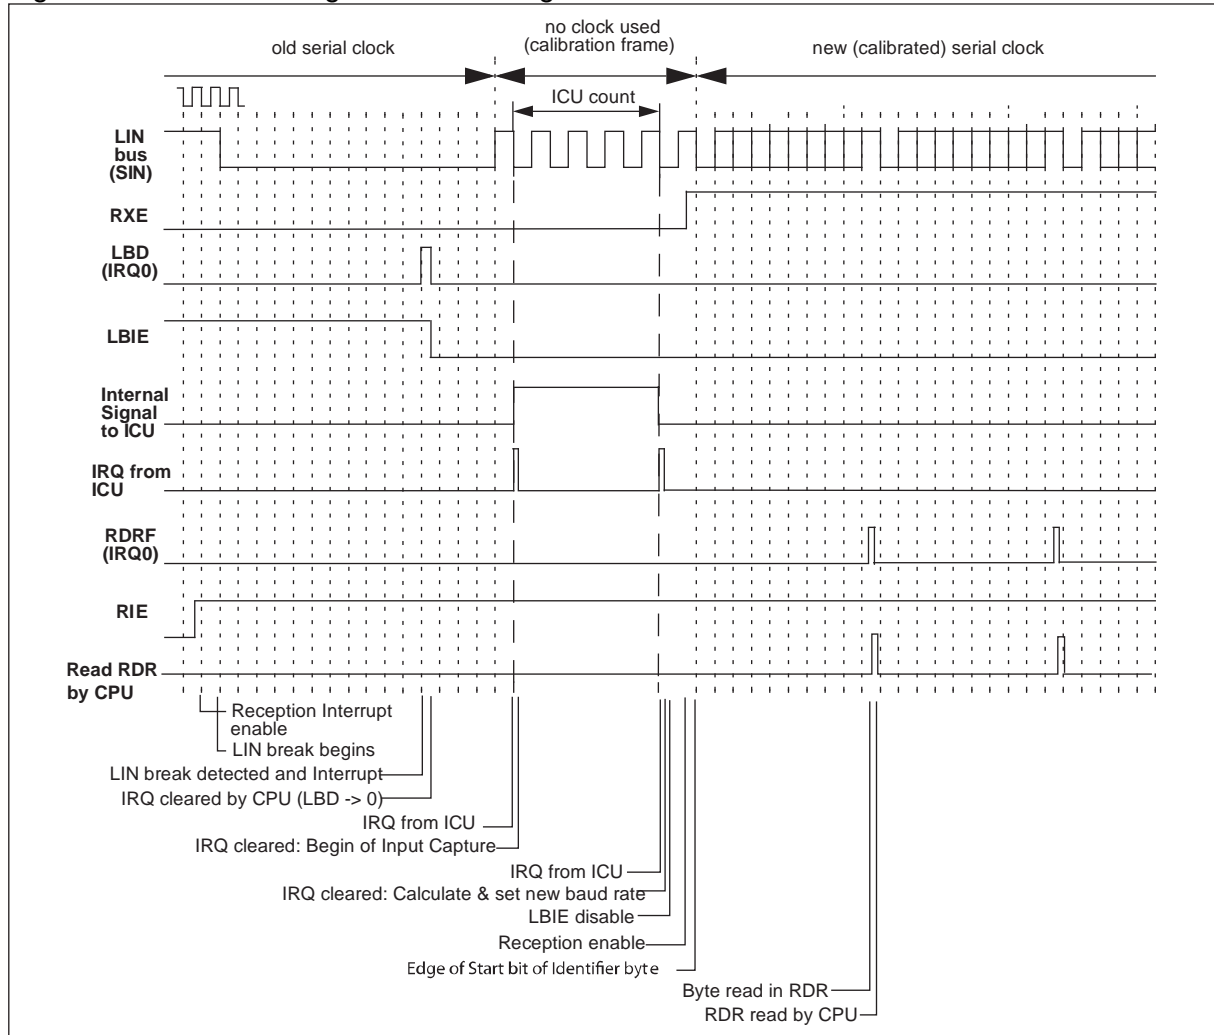 no clock used
old serial clock
(calibration frame)
new (calibrated) serial clock
ICU count
LIN
bus
(SIN)
RXE
LBD
(IRQ0)
LBIE
Internal
Signal
to ICU
IRQ from
ICU
RDRF
(IRQ0)
RIE
Read RDR
by CPU
Reception Interrupt
enable
LIN break begins
LIN break detected and Interrupt
IRQ cleared by CPU (LBD -> 0)
IRQ from ICU
IRQ cleared: Begin of Input Capture
IRQ from ICU
IRQ cleared: Calculate & set new baud rate
LBIE disable
Reception enable
Edge of Start bit of Identifier byte
Byte read in RDR
RDR read by CPU